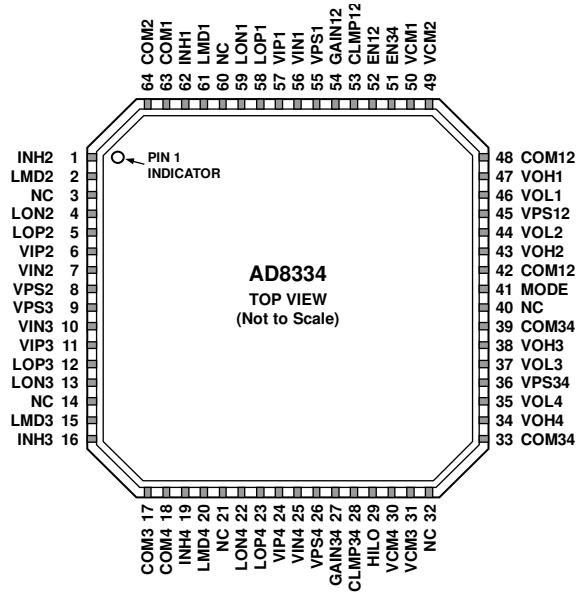 64 COM2
63 COM1
62 INH1
61 LMD1
60 NC
59 LON1
58 LOP1
57 VIP1
56 VIN1
55 VPS1
54 GAIN12
53 CLMP12
52 EN12
51 EN34
50 VCM1
49 VCM2
INH2 1
LMD2 2
NC 3
LON2 4
LOP2 5
VIP2 6
VIN2 7
VPS2 8
VPS3 9
VIN3 10
VIP3 11
LOP3 12
LON3 13
NC 14
LMD3 15
INH3 16
PIN 1
INDICATOR
AD8334
TOP VIEW
(Not to Scale)
48 COM12
47 VOH1
46 VOL1
45 VPS12
44 VOL2
43 VOH2
42 COM12
41 MODE
40 NC
39 COM34
38 VOH3
37 VOL3
36 VPS34
35 VOL4
34 VOH4
33 COM34
COM3 17
COM4 18
INH4 19
LMD4 20
NC 21
LON4 22
LOP4 23
VIP4 24
VIN4 25
VPS4 26
GAIN34 27
CLMP34 28
HILO 29
VCM4 30
VCM3 31
NC 32